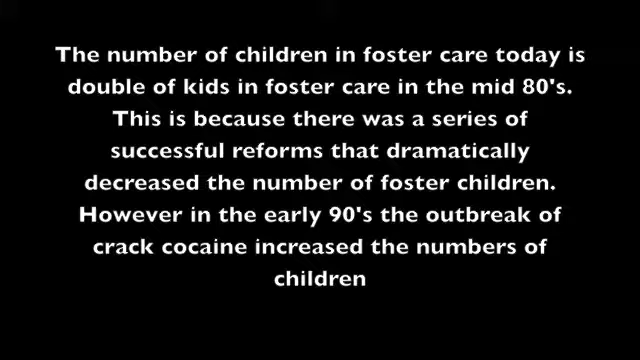 The number of children in foster care today is
double of kids in foster care in the mid 80's.
This is because there was a series of
successful reforms that dramatically
decreased the number of foster children.
However in the early 90's the outbreak of
crack cocaine increased the numbers of
children